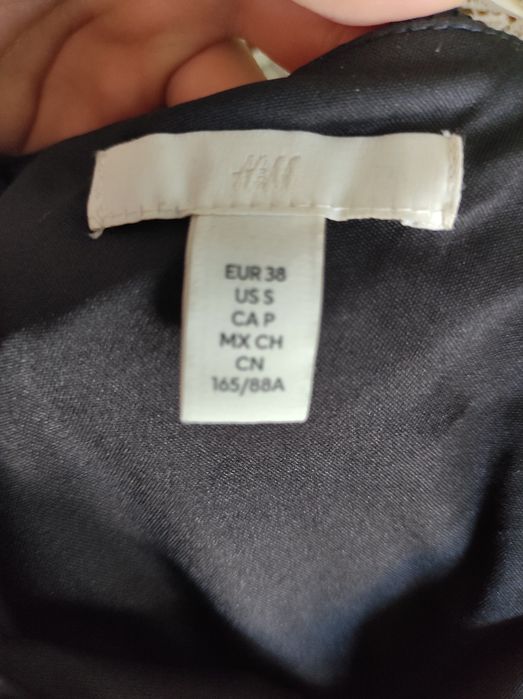 H&M
EUR 38
US S
CA P
MX CH
CN
165/88A